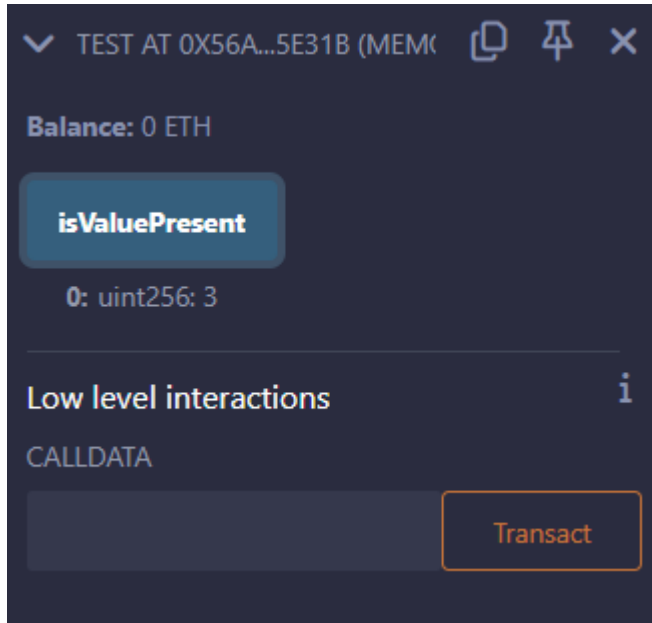 TEST AT 0X56A...5E31B (MEM
Balance: 0 ETH
isValuePresent
0: uint256: 3
Low level interactions
i
CALLDATA
Transact